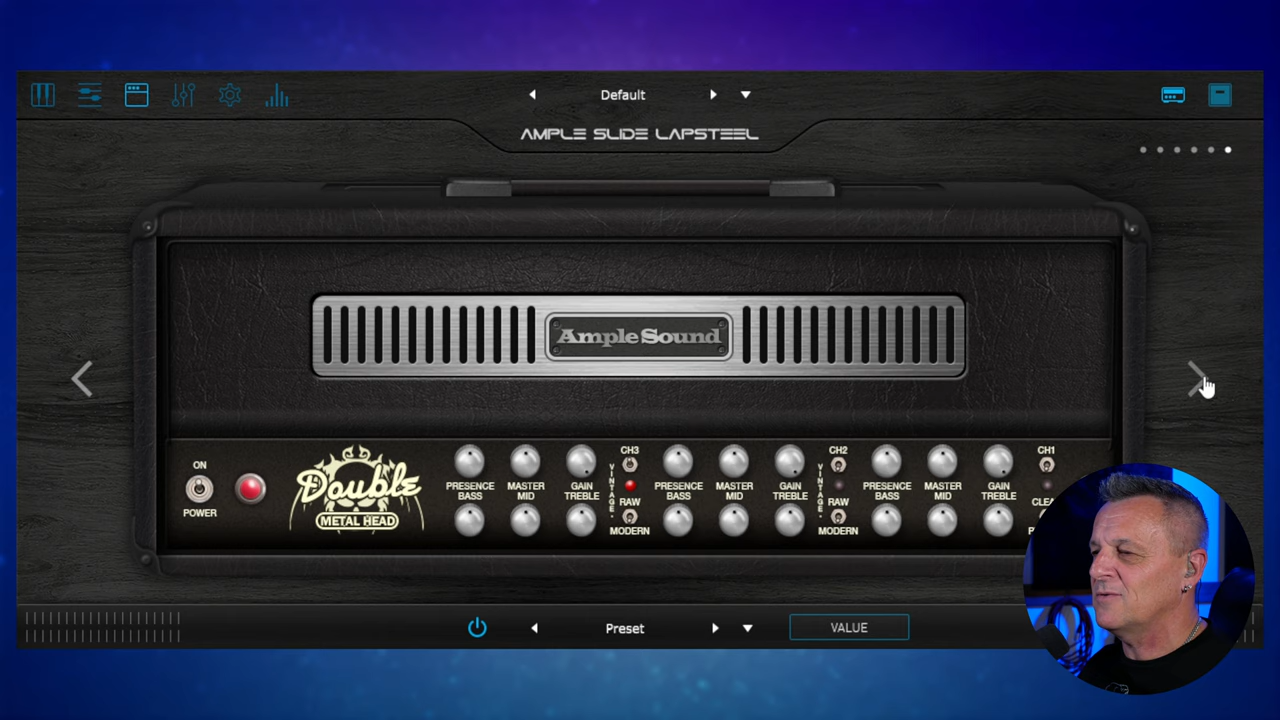 Default
AMPLE SLIDE LAPSTEEL
Ample Sound
ON
POWER
Double
METAL HEAD
PRESENCE
BASS
MASTER
MID
GAIN
TREBLE
CH3
VINTAGE
RAW
MODERN
PRESENCE
BASS
MASTER
MID
GAIN
TREBLE
CH2
VINTAGE
RAW
MODERN
PRESENCE
BASS
MASTER
MID
GAIN
TREBLE
CH1
Preset
VALUE